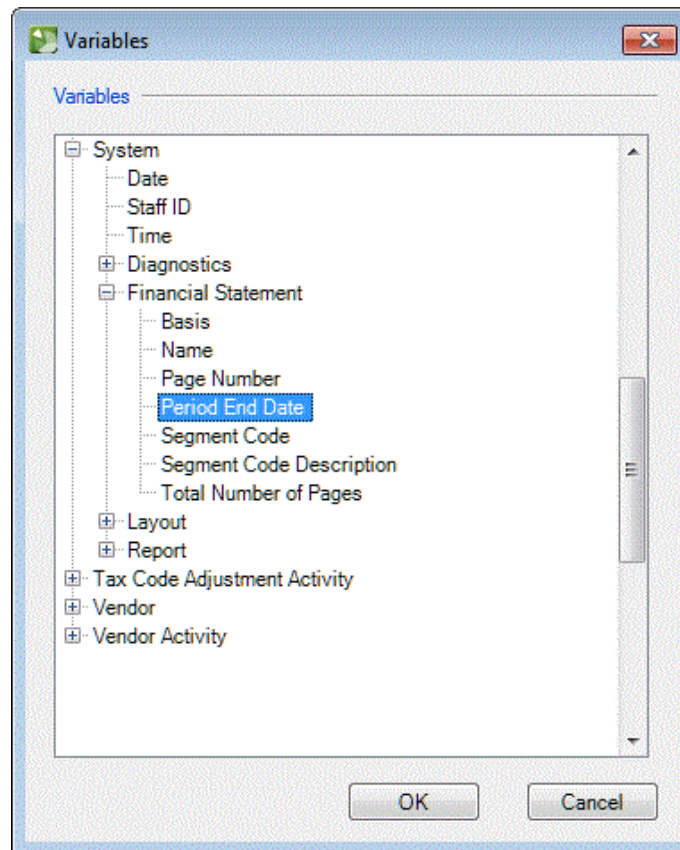 Variables
Variables
System
Date
Staff ID
Time
Diagnostics
Financial Statement
Basis
Name
Page Number
Period End Date
Segment Code
Segment Code Description
Total Number of Pages
Layout
Report
Tax Code Adjustment Activity
Vendor
Vendor Activity
OK Cancel